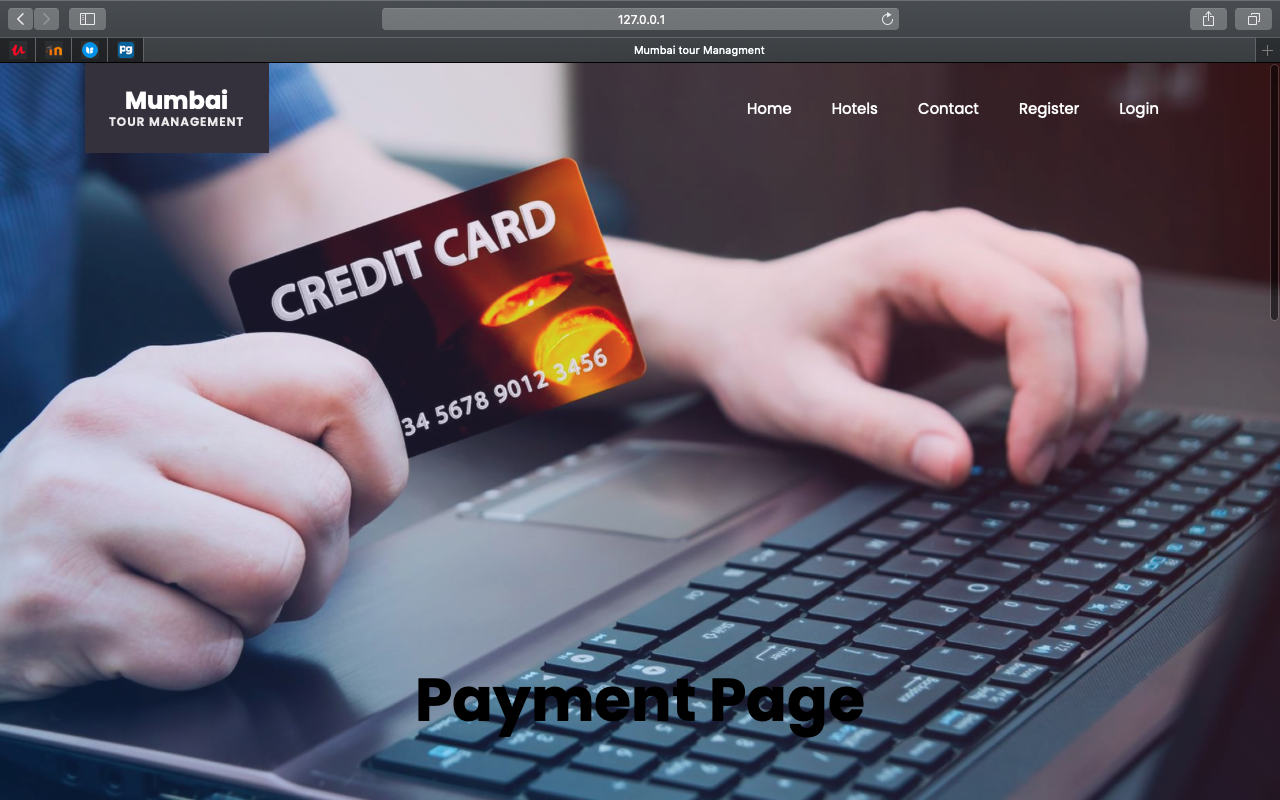 127.0.0.1
Mumbai tour Managment
Mumbai
TOUR MANAGEMENT
Home Hotels Contact Register Login
CREDIT CARD
34 5678 9012 3456
Payment Page